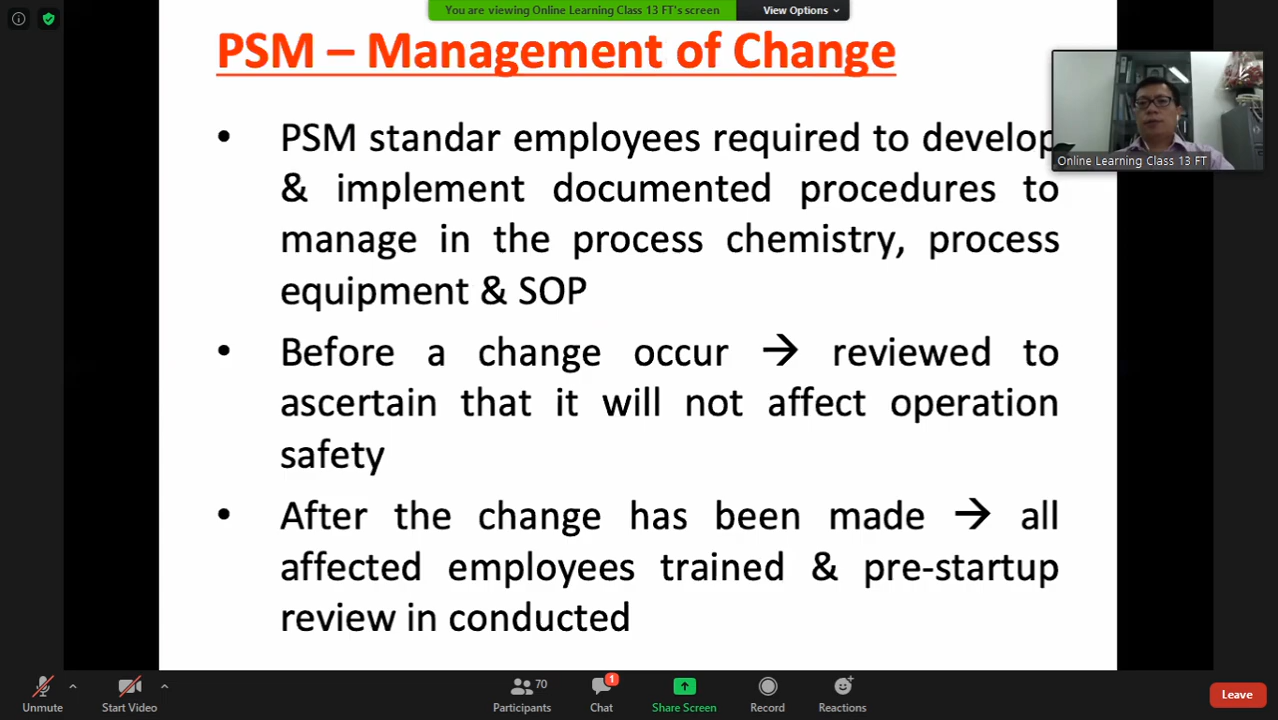 You are viewing Online Learning Class 13 FT's screen
View Options
PSM – Management of Change
Online Learning Class 13 FT
• PSM standar employees required to develop
& implement documented procedures to
manage in the process chemistry, process
equipment & SOP
• Before a change occur → reviewed to
ascertain that it will not affect operation
safety
• After the change has been made → all
affected employees trained & pre-startup
review in conducted
Unmute
Start Video
70
Participants
1
Chat
Share Screen
Record
Reactions
Leave